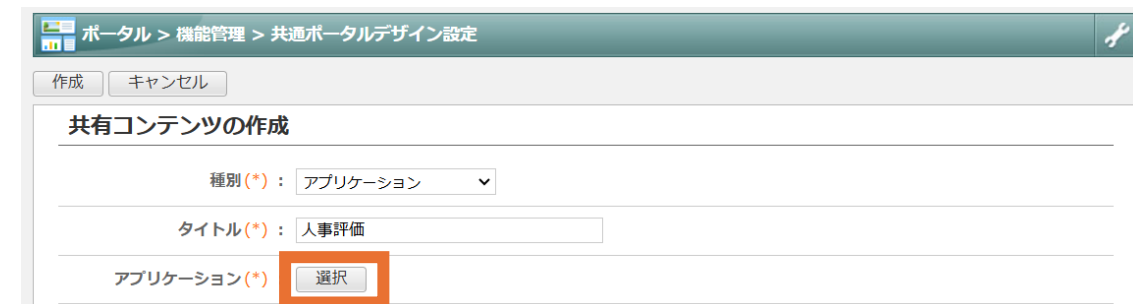 ポータル > 機能管理 > 共通ポータルデザイン設定
作成 キャンセル
共有コンテンツの作成
種別(*) : アプリケーション
タイトル(*) : 人事評価
アプリケーション(*) 選択